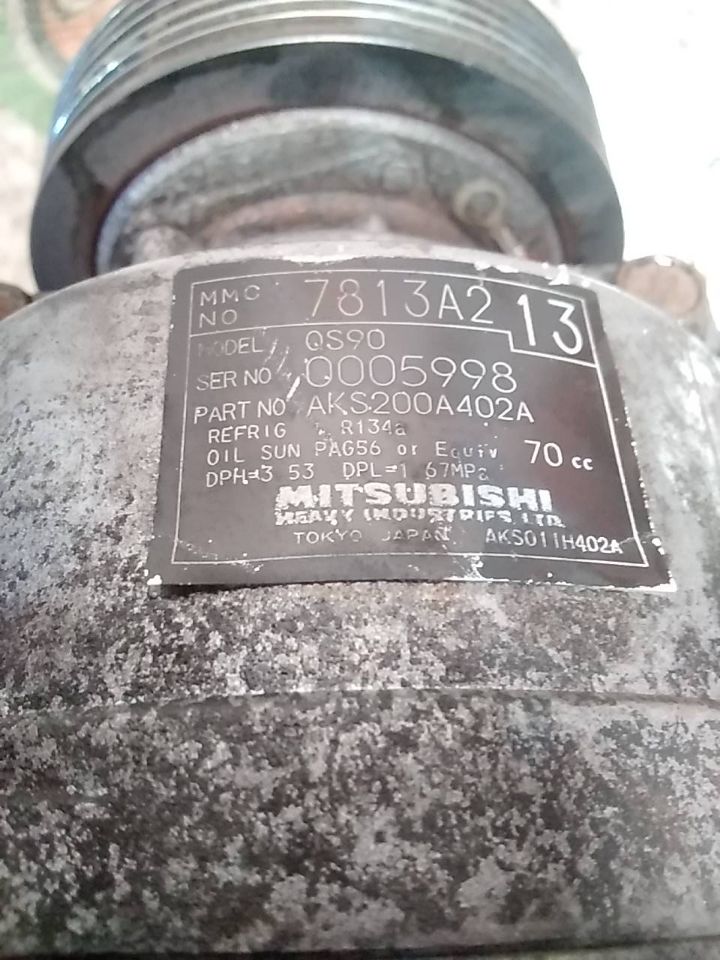 MMC NO 7813A2 13
MODEL QS90
SER NO Q005998
PART NO AKS200A402A
REFRIG R134a
OIL SUN PAG56 or Equiv 70 cc
DPH=3 53 DPL=1 67MPa
MITSUBISHI
HEAVY INDUSTRIES, LTD.
TOKYO JAPAN AKS011H402A